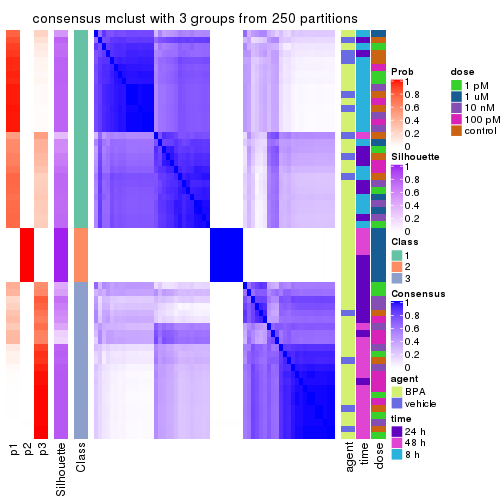 consensus mclust with 3 groups from 250 partitions
Prob
1
0.8
0.6
0.4
0.2
0
Silhouette
1
0.8
0.6
0.4
0.2
0
Class
1
2
3
Consensus
1
0.8
0.6
0.4
0.2
0
agent
BPA
vehicle
time
24 h
48 h
8 h
dose
1 pM
1 uM
10 nM
100 pM
control
p1
p2
p3
Silhouette
Class
agent
time
dose